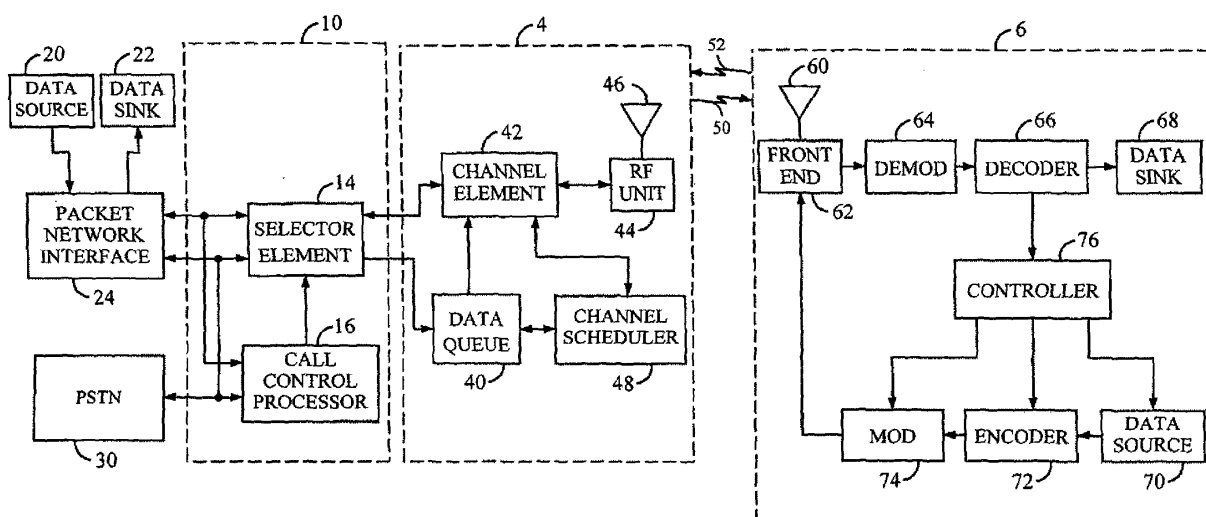 10
4
6
20
22
DATA
SOURCE
DATA
SINK
52
50
60
46
42
CHANNEL
ELEMENT
RF
UNIT
44
64
66
68
FRONT
END
62
DEMOD
DECODER
DATA
SINK
14
SELECTOR
ELEMENT
PACKET
NETWORK
INTERFACE
24
76
CONTROLLER
16
CALL
CONTROL
PROCESSOR
DATA
QUEUE
40
CHANNEL
SCHEDULER
48
PSTN
30
MOD
74
ENCODER
72
DATA
SOURCE
70